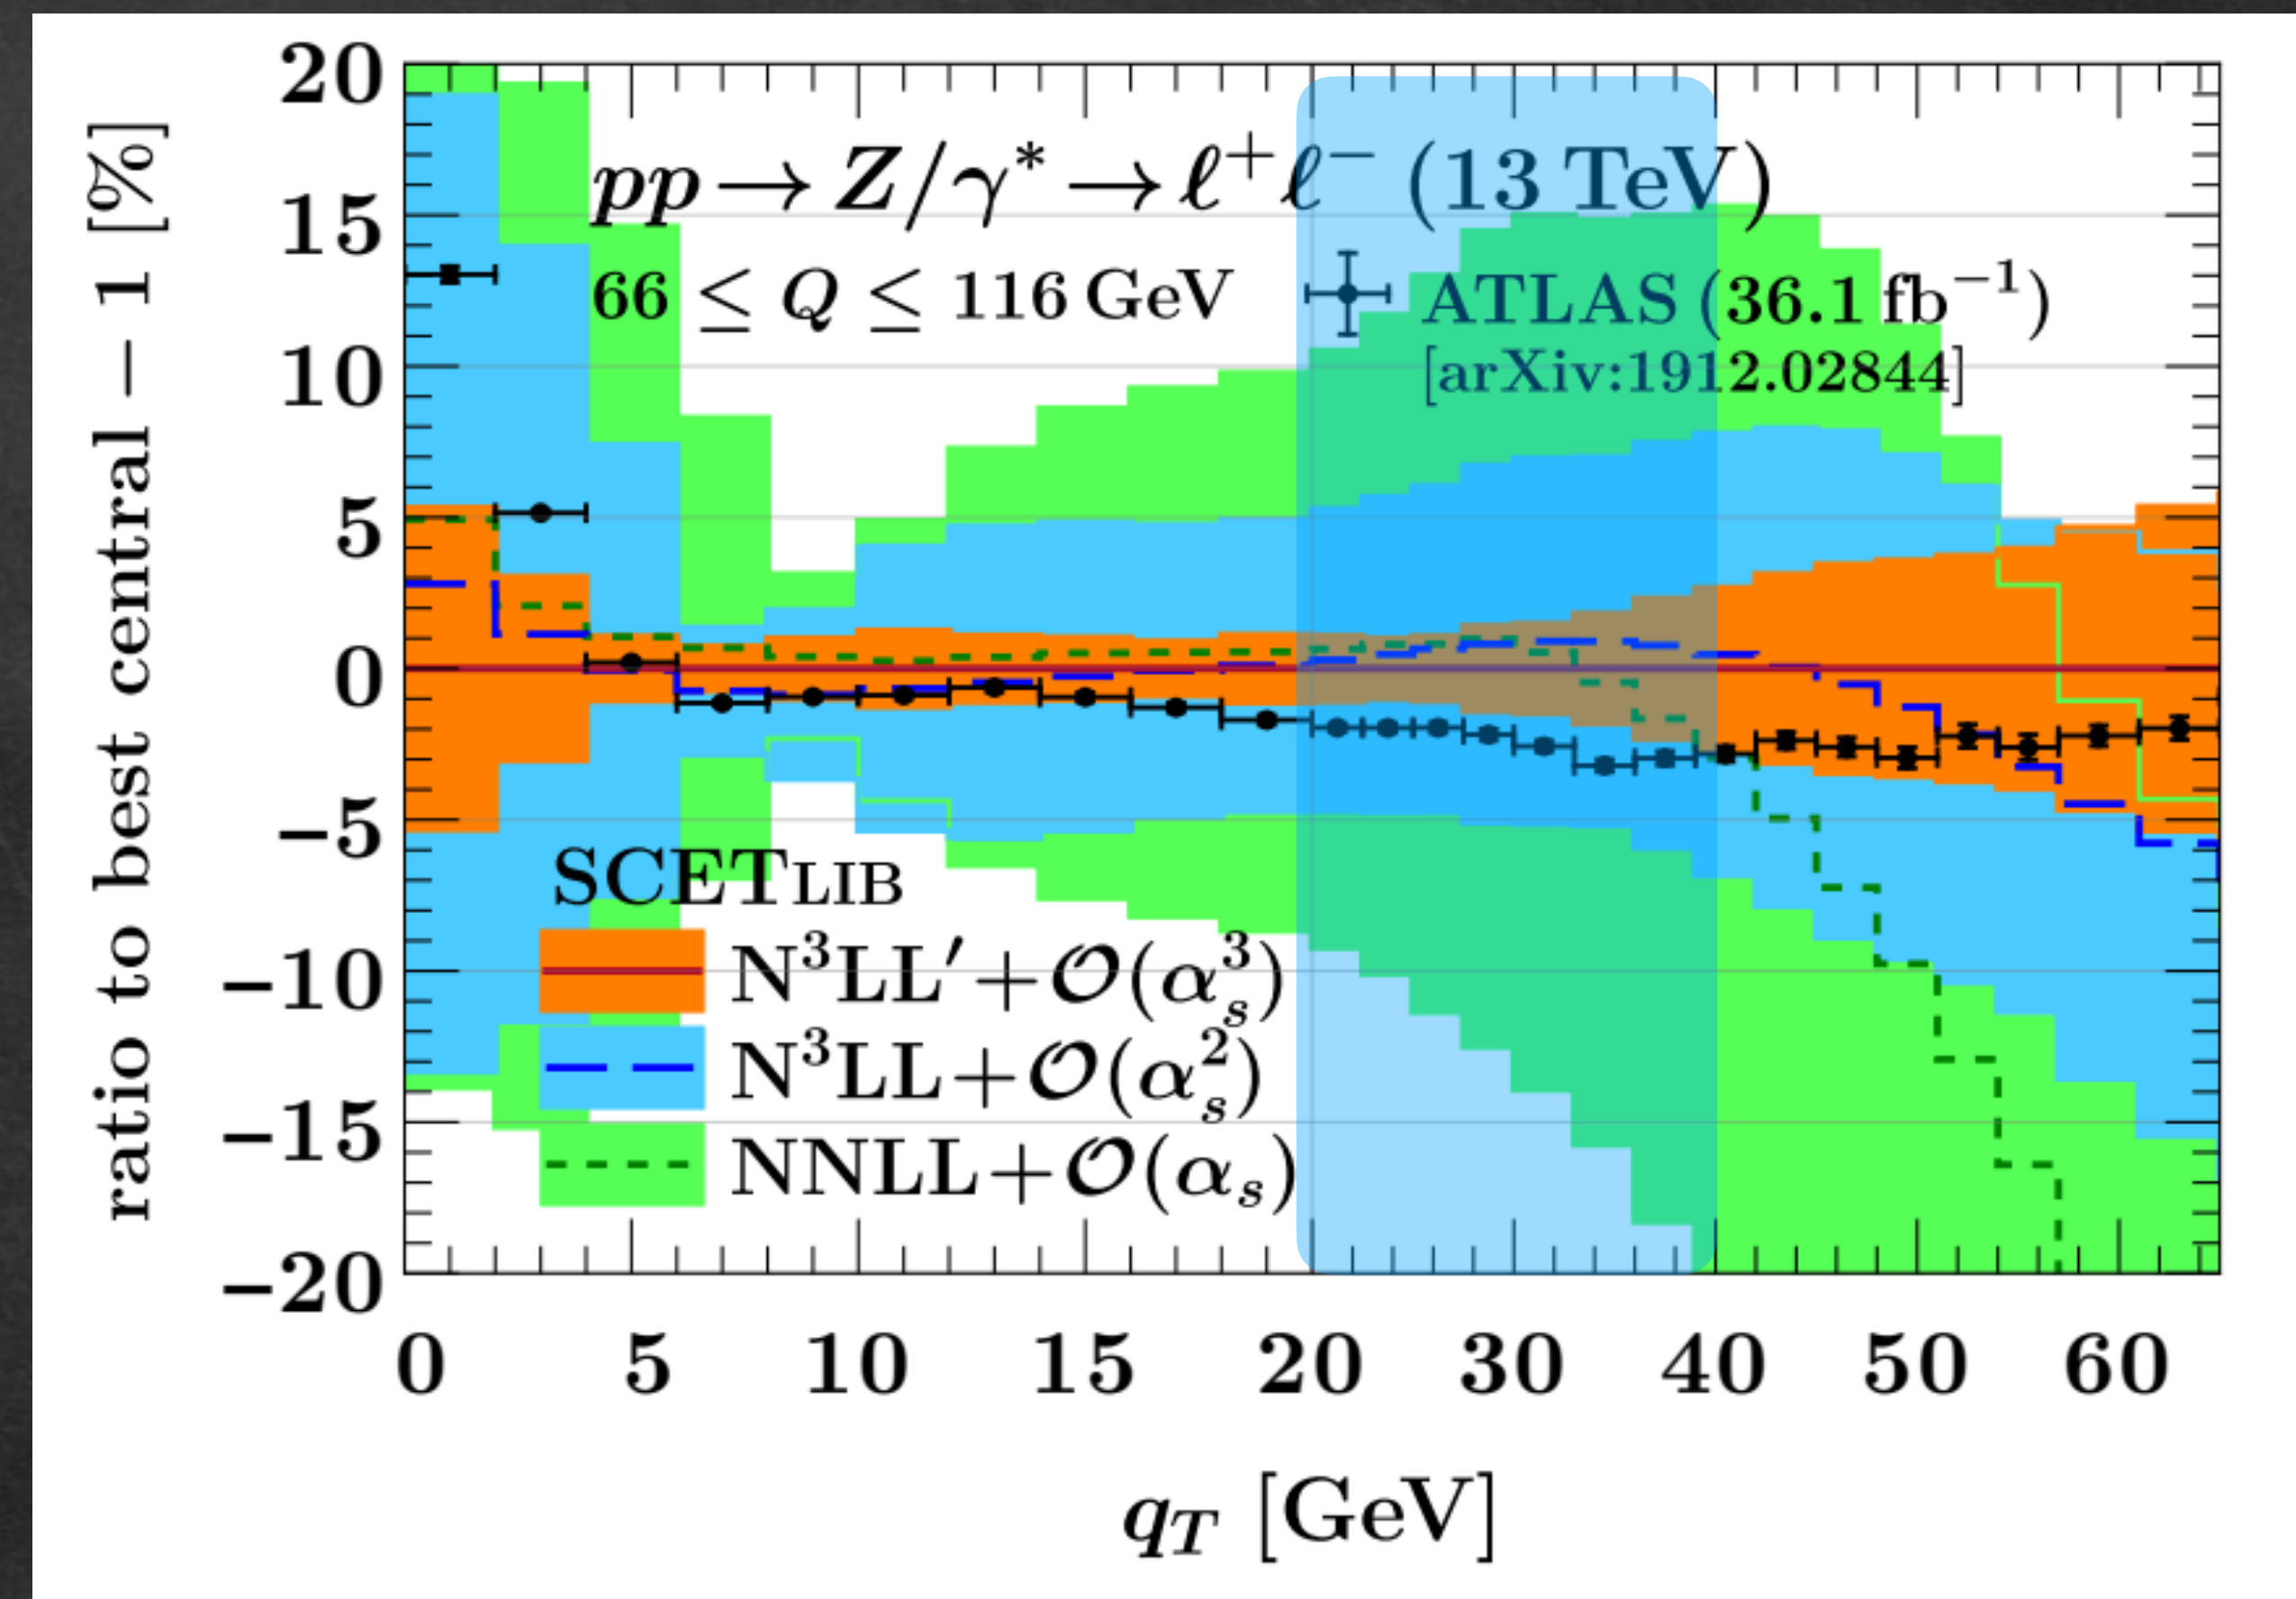 ratio to best central − 1 [%]
20
15
10
5
0
−5
−10
−15
−20
pp → Z/γ* → ℓ⁺ℓ⁻ (13 TeV)
66 ≤ Q ≤ 116 GeV
ATLAS (36.1 fb⁻¹)
[arXiv:1912.02844]
SCETLIB
N³LL′+𝒪(αₛ³)
N³LL+𝒪(αₛ²)
NNLL+𝒪(αₛ)
0 5 10 15 20 30 40 50 60
q_T [GeV]